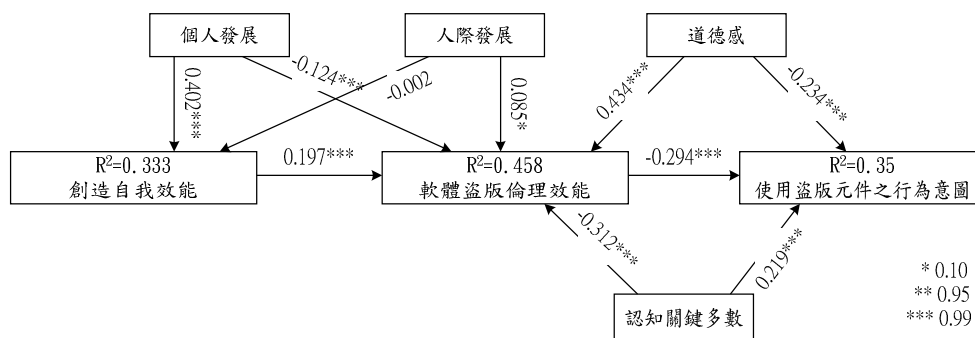 個人發展
人際發展
道德感
0.402***
-0.124***
-0.002
0.085*
0.434***
-0.234***
R²=0.333
創造自我效能
0.197***
R²=0.458
軟體盜版倫理效能
-0.294***
R²=0.35
使用盜版元件之行為意圖
-0.312***
0.219***
認知關鍵多數
* 0.10
** 0.95
*** 0.99